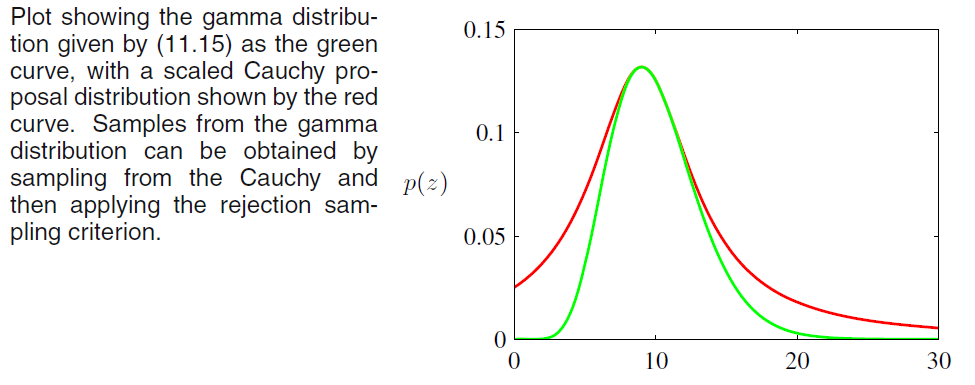 Plot showing the gamma distribu-
tion given by (11.15) as the green
curve, with a scaled Cauchy pro-
posal distribution shown by the red
curve. Samples from the gamma
distribution can be obtained by
sampling from the Cauchy and
then applying the rejection sam-
pling criterion.
p(z)
0.15
0.1
0.05
0
0 10 20 30